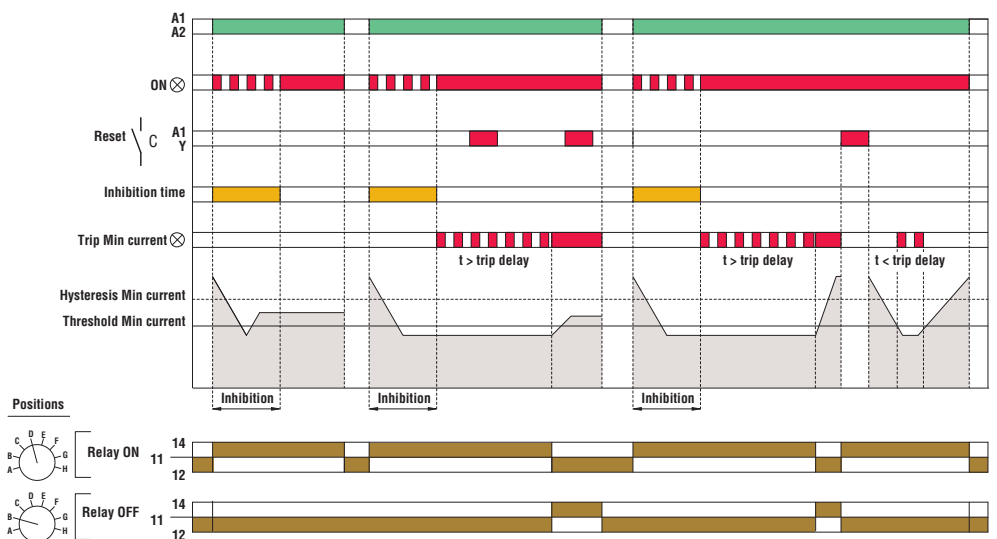 A1
A2
ON
Reset C A1
Y
Inhibition time
Trip Min current
t > trip delay t > trip delay t < trip delay
Hysteresis Min current
Threshold Min current
Inhibition Inhibition Inhibition
Positions
A B C D E F G H Relay ON 14
11
12
A B C D E F G H Relay OFF 14
11
12